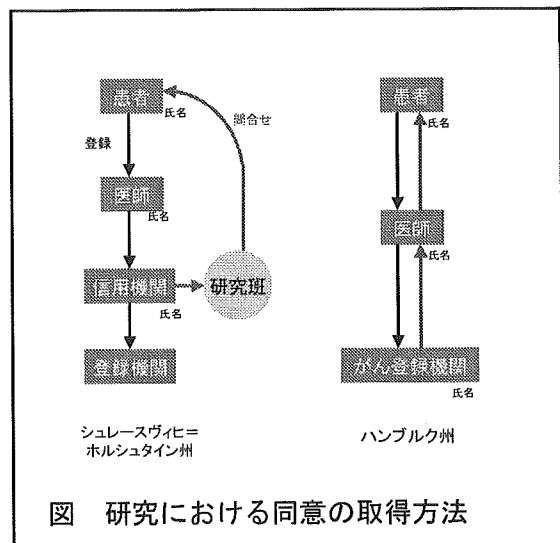 患者
氏名
問合せ
登録
医師
氏名
信用機関
氏名
研究班
登録機関
シュレースヴィヒ＝
ホルシュタイン州
患者
氏名
医師
氏名
がん登録機関
氏名
ハンブルク州
図　研究における同意の取得方法